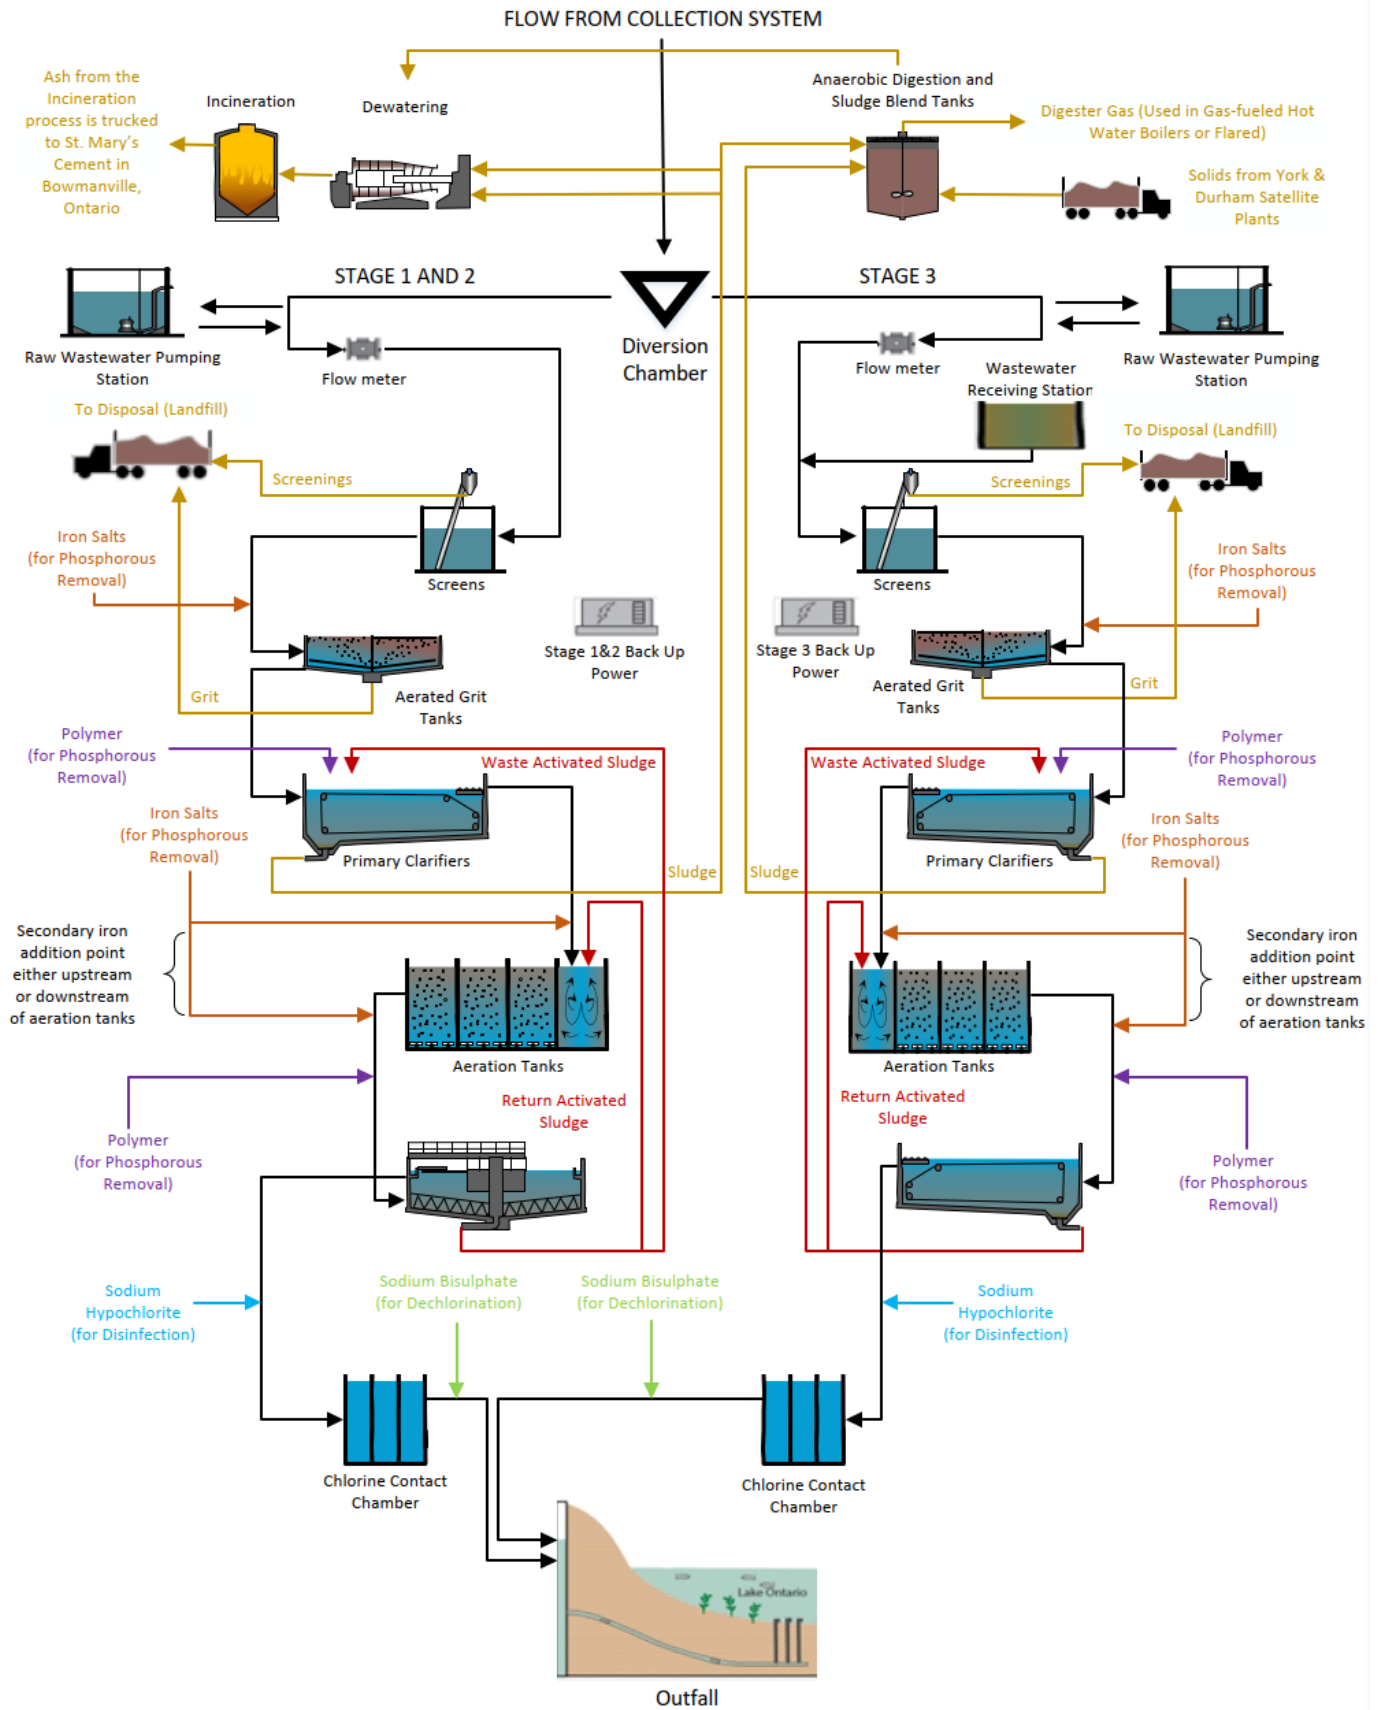 FLOW FROM COLLECTION SYSTEM
Ash from the
Incineration
process is trucked
to St. Mary's
Cement in
Bowmanville,
Ontario
Incineration
Dewatering
Anaerobic Digestion and
Sludge Blend Tanks
Digester Gas (Used in Gas-fueled Hot
Water Boilers or Flared)
Solids from York &
Durham Satellite
Plants
STAGE 1 AND 2
STAGE 3
Diversion
Chamber
Raw Wastewater Pumping
Station
Flow meter
Flow meter
Wastewater
Receiving Station
Raw Wastewater Pumping
Station
To Disposal (Landfill)
To Disposal (Landfill)
Screenings
Screenings
Iron Salts
(for Phosphorous
Removal)
Screens
Screens
Iron Salts
(for Phosphorous
Removal)
Stage 1&2 Back Up
Power
Stage 3 Back Up
Power
Grit
Aerated Grit
Tanks
Aerated Grit
Tanks
Grit
Polymer
(for Phosphorous
Removal)
Waste Activated Sludge
Waste Activated Sludge
Polymer
(for Phosphorous
Removal)
Iron Salts
(for Phosphorous
Removal)
Primary Clarifiers
Sludge
Sludge
Primary Clarifiers
Iron Salts
(for Phosphorous
Removal)
Secondary iron
addition point
either upstream
or downstream
of aeration tanks
Secondary iron
addition point
either upstream
or downstream
of aeration tanks
Aeration Tanks
Aeration Tanks
Return Activated
Sludge
Return Activated
Sludge
Polymer
(for Phosphorous
Removal)
Polymer
(for Phosphorous
Removal)
Sodium
Hypochlorite
(for Disinfection)
Sodium Bisulphate
(for Dechlorination)
Sodium Bisulphate
(for Dechlorination)
Sodium
Hypochlorite
(for Disinfection)
Chlorine Contact
Chamber
Chlorine Contact
Chamber
Lake Ontario
Outfall